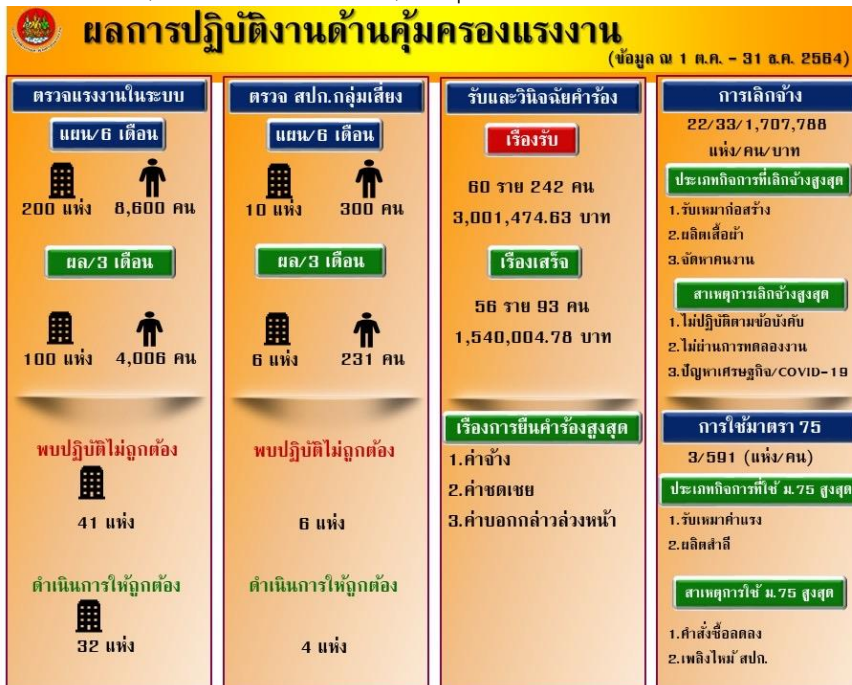 ผลการปฏิบัติงานด้านคุ้มครองแรงงาน
(ข้อมูล ณ 1 ต.ค. - 31 ธ.ค. 2564)
ตรวจแรงงานในระบบ
แผน/6 เดือน
200 แห่ง 8,600 คน
ผล/3 เดือน
100 แห่ง 4,006 คน
พบปฏิบัติไม่ถูกต้อง
41 แห่ง
ดำเนินการให้ถูกต้อง
32 แห่ง
ตรวจ สปก.กลุ่มเสี่ยง
แผน/6 เดือน
10 แห่ง 300 คน
ผล/3 เดือน
6 แห่ง 231 คน
พบปฏิบัติไม่ถูกต้อง
6 แห่ง
ดำเนินการให้ถูกต้อง
4 แห่ง
รับและวินิจฉัยคำร้อง
เรื่องรับ
60 ราย 242 คน
3,001,474.63 บาท
เรื่องเสร็จ
56 ราย 93 คน
1,540,004.78 บาท
เรื่องการยื่นคำร้องสูงสุด
1.ค่าจ้าง
2.ค่าชดเชย
3.ค่าบอกกล่าวล่วงหน้า
การเลิกจ้าง
22/33/1,707,788
แห่ง/คน/บาท
ประเภทกิจการที่เลิกจ้างสูงสุด
1.รับเหมาก่อสร้าง
2.ผลิตเสื้อผ้า
3.จัดหาคนงาน
สาเหตุการเลิกจ้างสูงสุด
1.ไม่ปฏิบัติตามข้อบังคับ
2.ไม่ผ่านการทดลองงาน
3.ปัญหาเศรษฐกิจ/COVID-19
การใช้มาตรา 75
3/591 (แห่ง/คน)
ประเภทกิจการที่ใช้ ม.75 สูงสุด
1.รับเหมาค่าแรง
2.ผลิตสำลี
สาเหตุการใช้ ม.75 สูงสุด
1.คำสั่งซื้อลดลง
2.เพลิงไหม้ สปก.